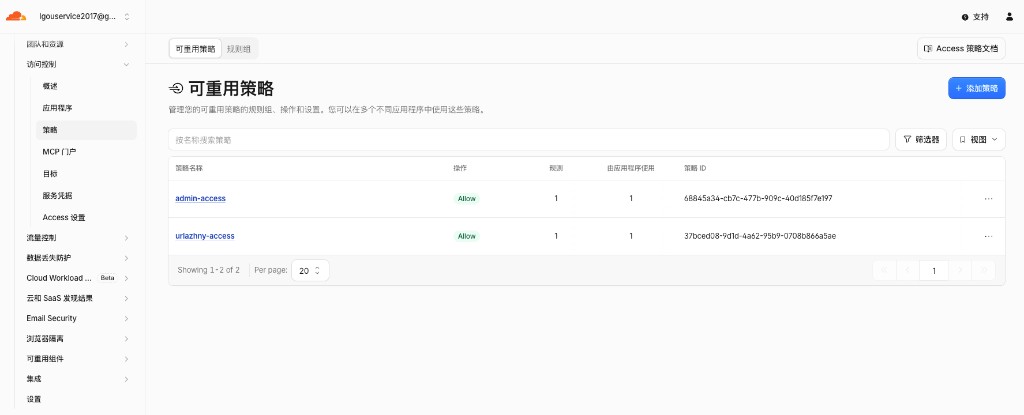 lgouservice2017@g...
支持
团队和资源
访问控制
概述
应用程序
策略
MCP 门户
目标
服务凭据
Access 设置
流量控制
数据丢失防护
Cloud Workload ... Beta
云和 SaaS 发现结果
Email Security
浏览器隔离
可重用组件
集成
设置
可重用策略 规则组
Access 策略文档
可重用策略
添加策略
管理您的可重用策略的规则组、操作和设置。您可以在多个不同应用程序中使用这些策略。
按名称搜索策略
筛选器
视图
策略名称 操作 规则 由应用程序使用 策略 ID
admin-access Allow 1 1 68845a34-cb7c-477b-909c-40d185f7e197 ...
urlazhny-access Allow 1 1 37bced08-9d1d-4a62-95b9-0708b866a5ae ...
Showing 1-2 of 2 Per page: 20
1